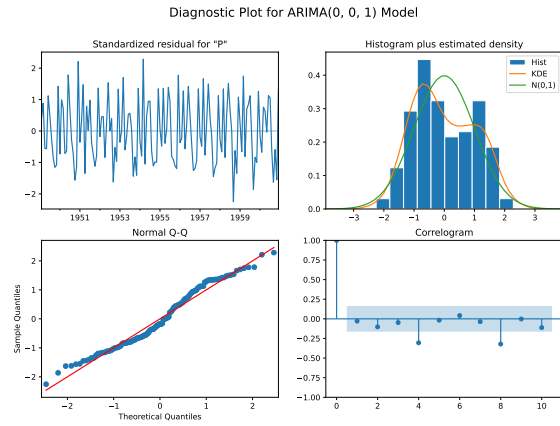 Diagnostic Plot for ARIMA(0, 0, 1) Model
Standardized residual for "P"
2
1
0
−1
−2
1951 1953 1955 1957 1959
Histogram plus estimated density
Hist
KDE
N(0,1)
0.4
0.3
0.2
0.1
0.0
−3 −2 −1 0 1 2 3
Normal Q-Q
Sample Quantiles
2
1
0
−1
−2
−2 −1 0 1 2
Theoretical Quantiles
Correlogram
1.00
0.75
0.50
0.25
0.00
−0.25
−0.50
−0.75
−1.00
0 2 4 6 8 10